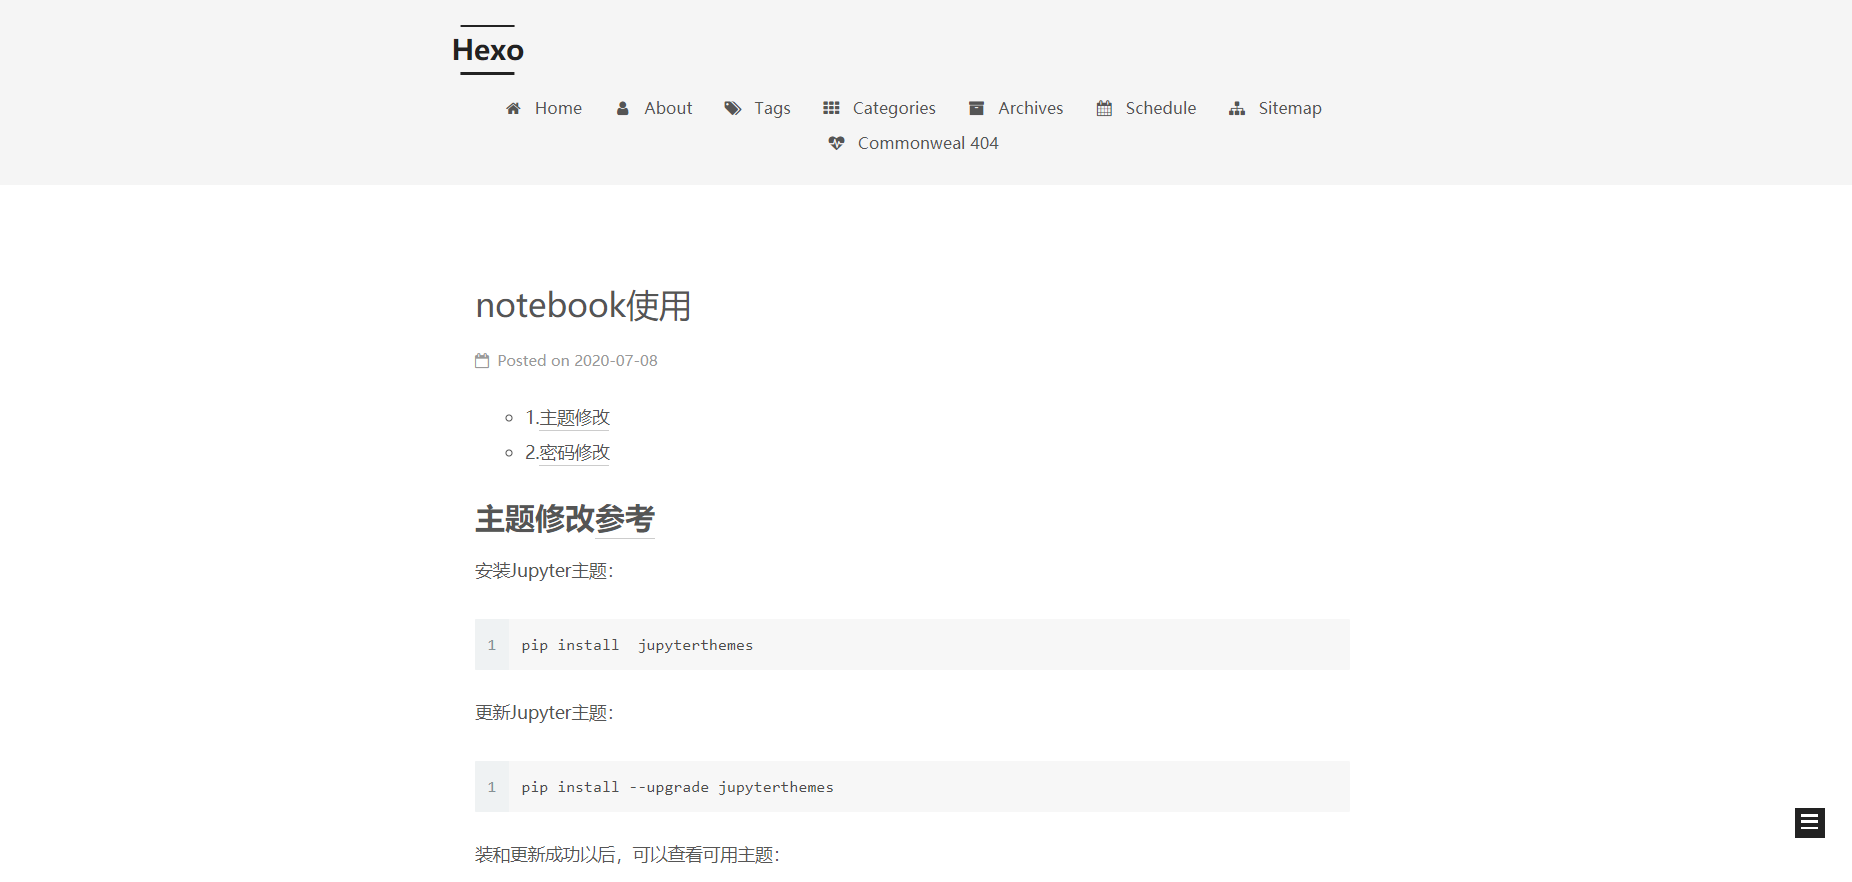 Hexo
Home About Tags Categories Archives Schedule Sitemap
Commonweal 404
notebook使用
Posted on 2020-07-08
1.主题修改
2.密码修改
主题修改参考
安装Jupyter主题：
1 pip install  jupyterthemes
更新Jupyter主题：
1 pip install --upgrade jupyterthemes
装和更新成功以后，可以查看可用主题：